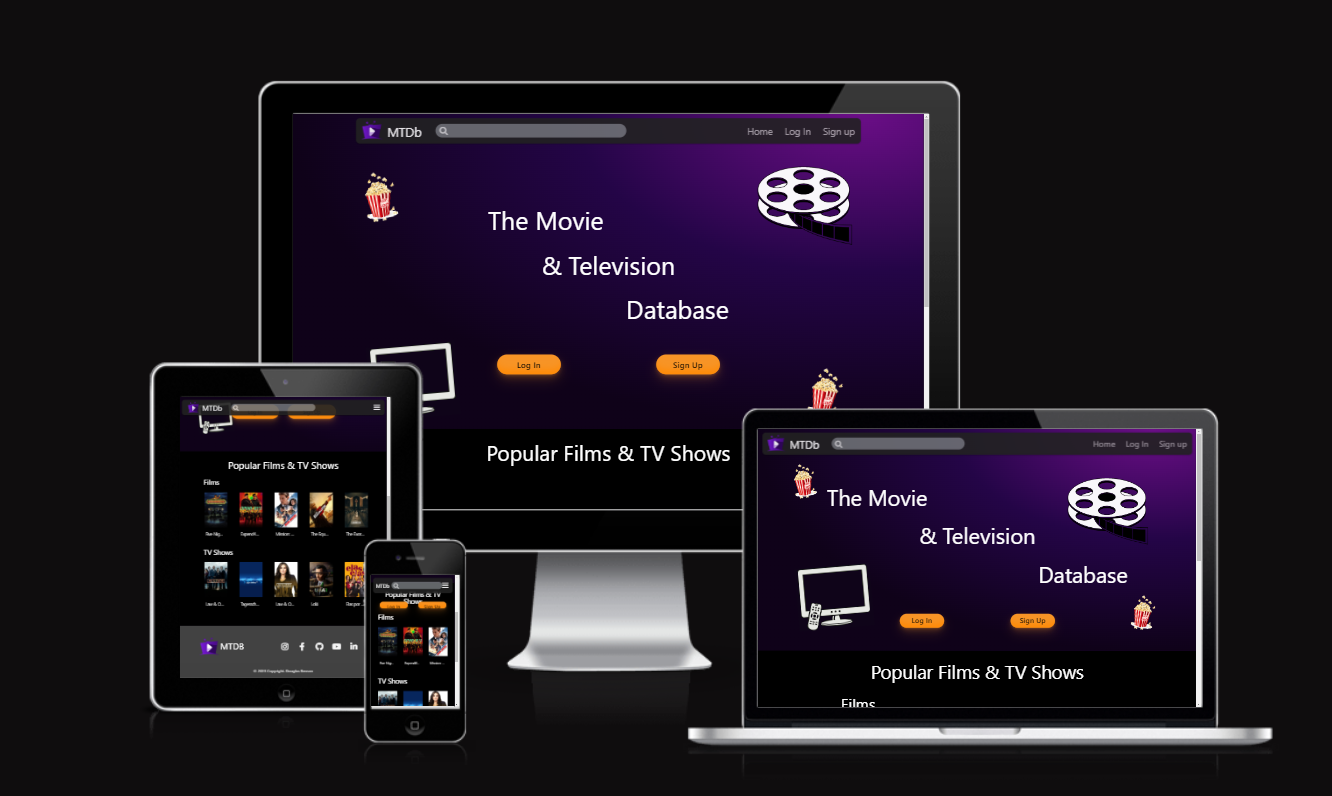 MTDb
Home Log In Sign up
The Movie
& Television
Database
Log In Sign Up
Popular Films & TV Shows
MTDb
Popular Films & TV Shows
Films
TV Shows
Law & O...
Law & O...
MTDB
MTDb
Popular Films & TV
Shows
Films
TV Shows
MTDb
Home Log In Sign up
The Movie
& Television
Database
Log In Sign Up
Popular Films & TV Shows
Films